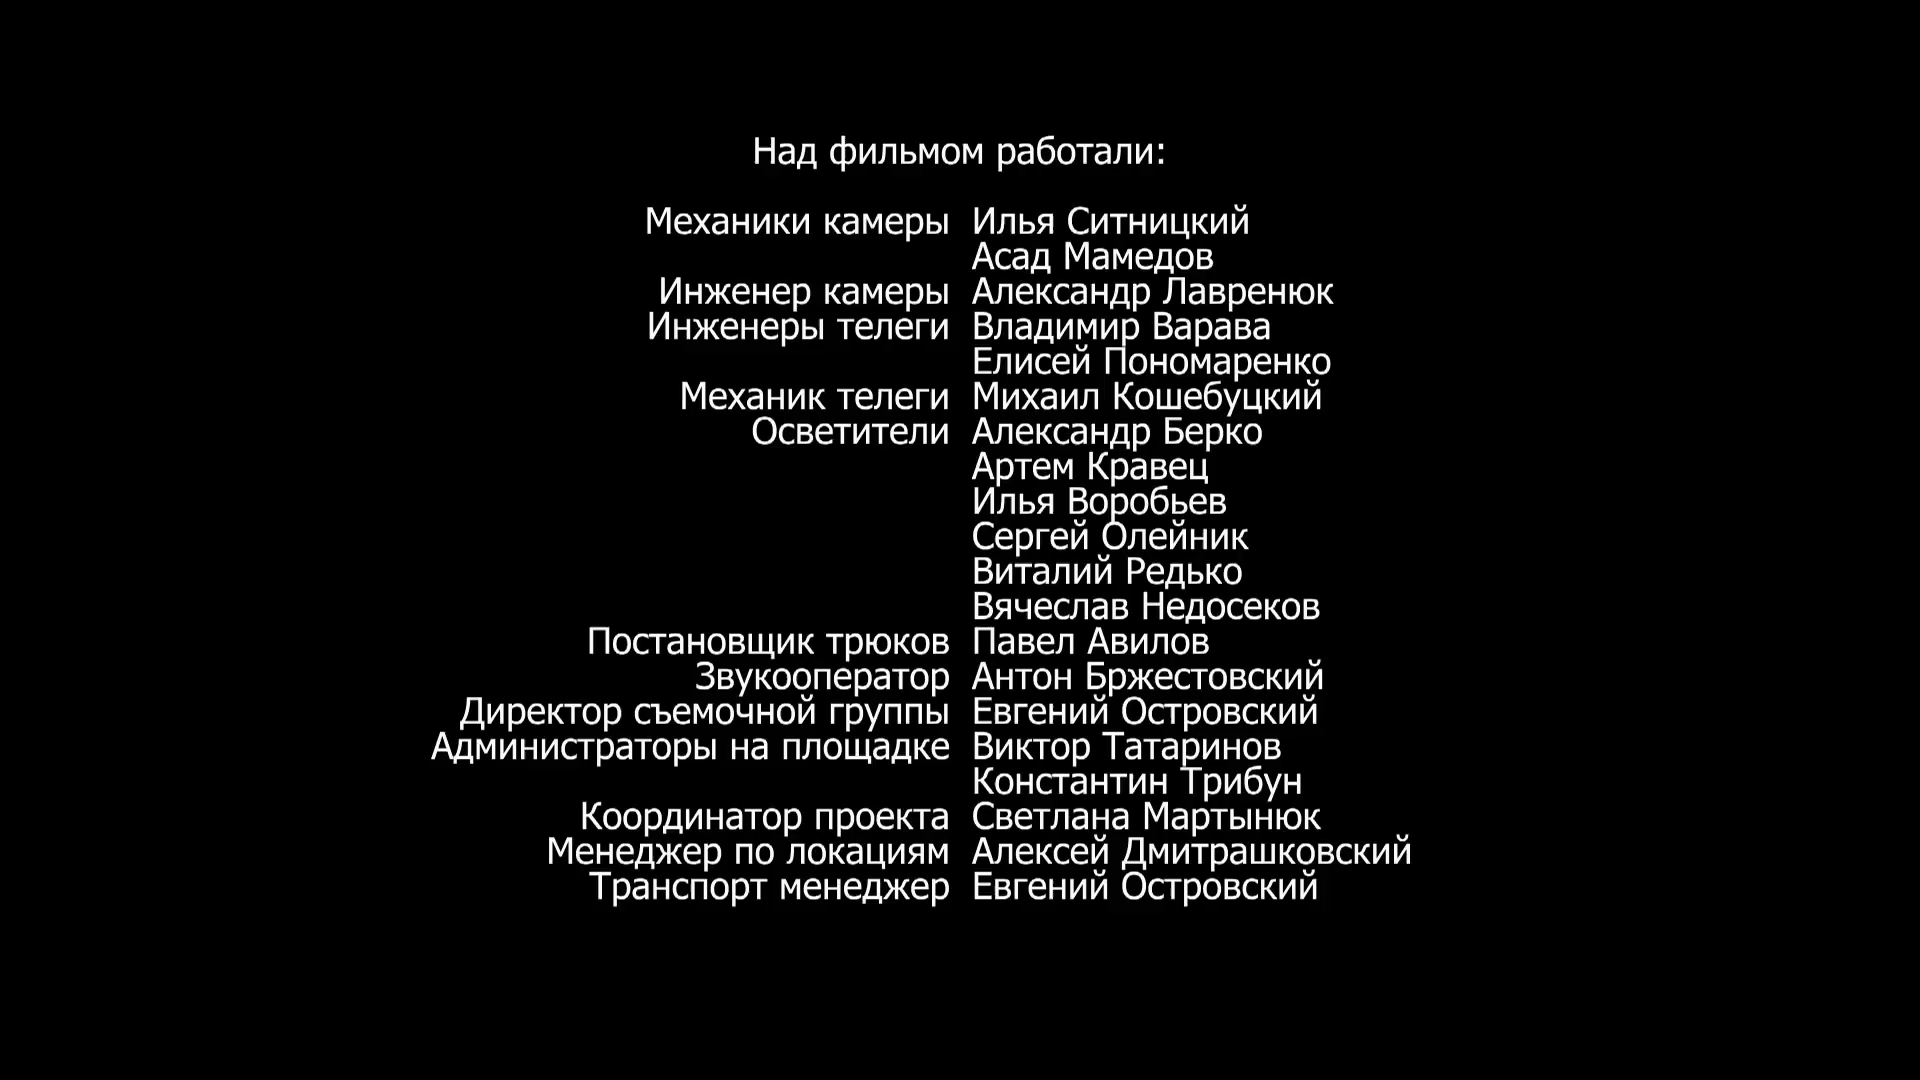 Над фильмом работали:
Механики камеры Илья Ситницкий
Асад Мамедов
Инженер камеры Александр Лавренюк
Инженеры телеги Владимир Варава
Елисей Пономаренко
Механик телеги Михаил Кошебуцкий
Осветители Александр Берко
Артем Кравец
Илья Воробьев
Сергей Олейник
Виталий Редько
Вячеслав Недосеков
Постановщик трюков Павел Авилов
Звукооператор Антон Бржестовский
Директор съемочной группы Евгений Островский
Администраторы на площадке Виктор Татаринов
Константин Трибун
Координатор проекта Светлана Мартынюк
Менеджер по локациям Алексей Дмитрашковский
Транспорт менеджер Евгений Островский